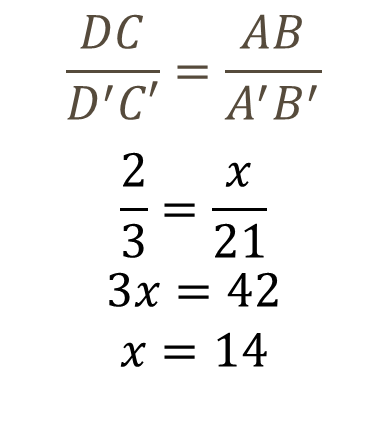 DC/D′C′ = AB/A′B′
2/3 = x/21
3x = 42
x = 14